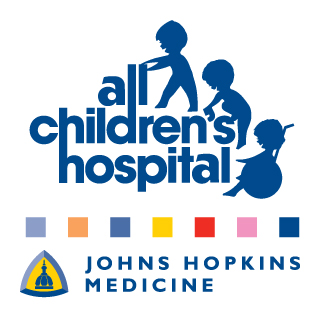 all
children's
hospital
JOHNS HOPKINS
MEDICINE